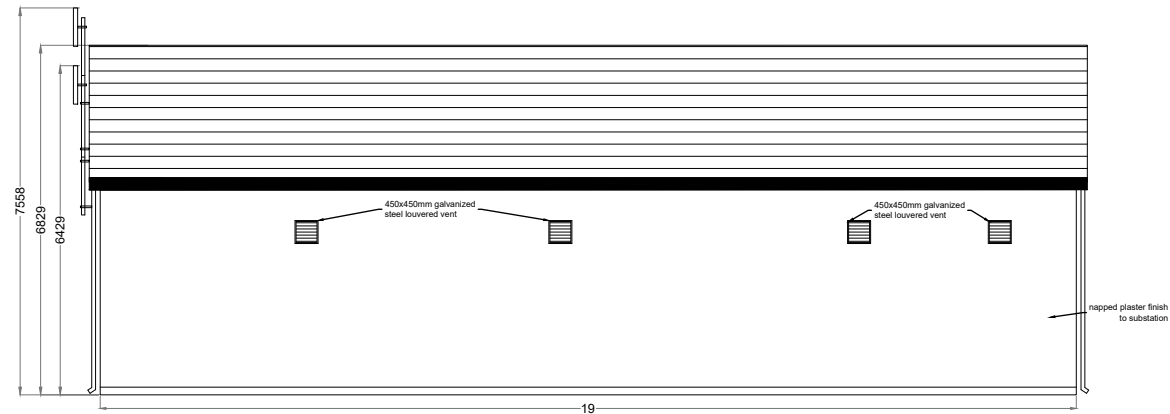 7558
6829
6429
450x450mm galvanized
steel louvered vent
450x450mm galvanized
steel louvered vent
napped plaster finish
to substation
19